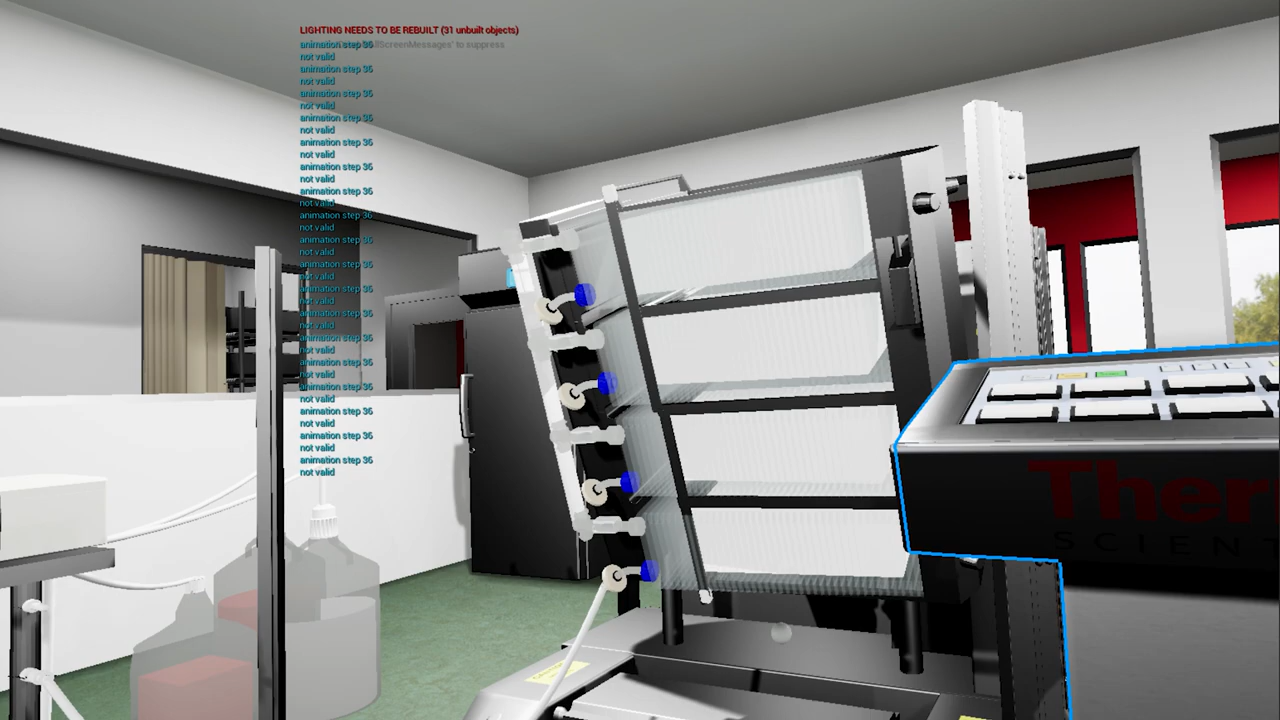 LIGHTING NEEDS TO BE REBUILT (31 unbuilt objects)
animation step 36
ScreenMessages' to suppress
not valid
animation step 36
not valid
animation step 36
not valid
animation step 36
not valid
animation step 36
not valid
animation step 36
not valid
animation step 36
not valid
animation step 36
not valid
animation step 36
not valid
animation step 36
not valid
animation step 36
not valid
animation step 36
not valid
animation step 36
not valid
animation step 36
not valid
animation step 36
not valid
animation step 36
not valid
animation step 36
not valid
animation step 36
not valid
Ther
SCIENT